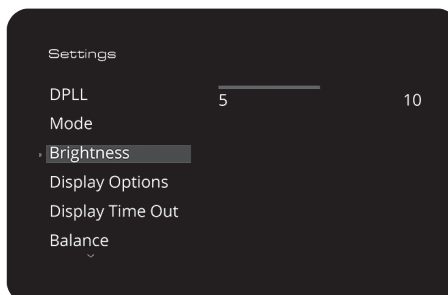 Settings
DPLL
5 10
Mode
Brightness
Display Options
Display Time Out
Balance